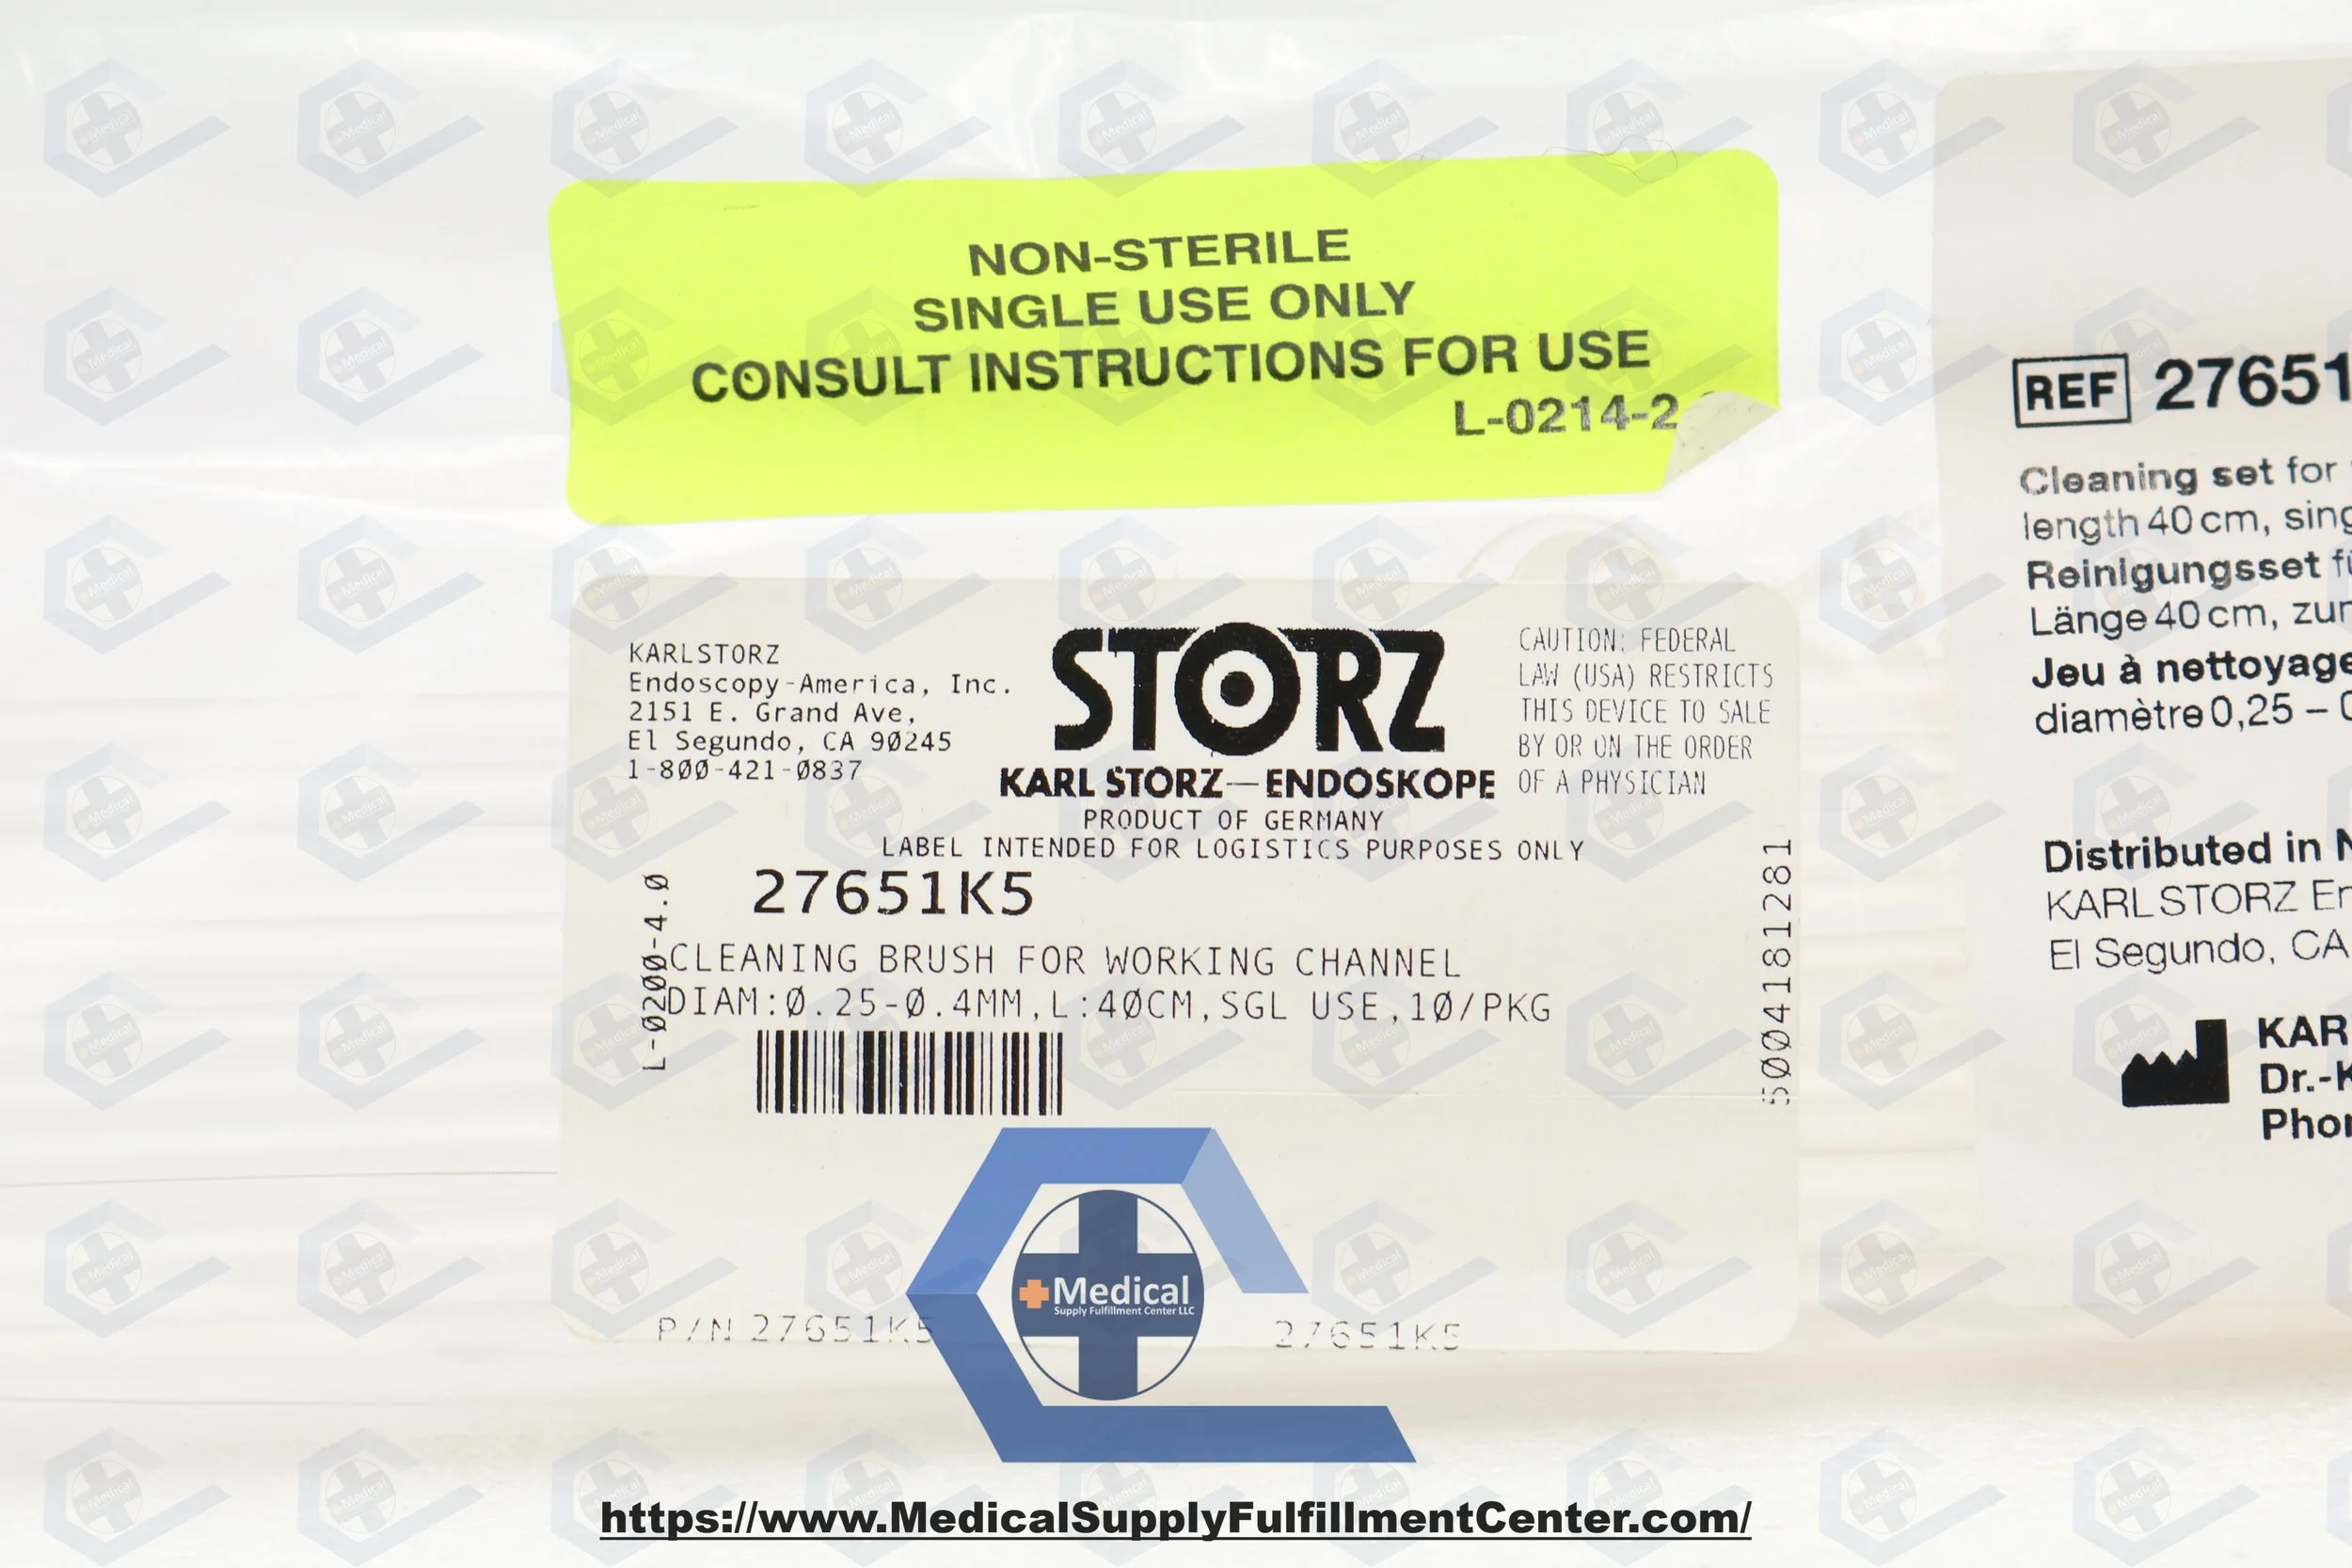 NON-STERILE
SINGLE USE ONLY
CONSULT INSTRUCTIONS FOR USE
L-0214-2
KARLSTORZ
Endoscopy-America, Inc.
2151 E. Grand Ave,
El Segundo, CA 90245
1-800-421-0837
STORZ
KARL STORZ—ENDOSKOPE
PRODUCT OF GERMANY
LABEL INTENDED FOR LOGISTICS PURPOSES ONLY
CAUTION: FEDERAL
LAW (USA) RESTRICTS
THIS DEVICE TO SALE
BY OR ON THE ORDER
OF A PHYSICIAN
27651K5
CLEANING BRUSH FOR WORKING CHANNEL
DIAM:0.25-0.4MM,L:40CM,SGL USE,10/PKG
L-0200-4.0
5004181281
P/N 27651K5
27651K5
REF 27651
Cleaning set for
length 40 cm, sing
Reinigungsset fü
Länge 40 cm, zur
Jeu à nettoyage
diamètre 0,25 – 0
Distributed in N
KARL STORZ En
El Segundo, CA
KAR
Dr.-K
Phon
Medical
Supply Fulfillment Center LLC
https://www.MedicalSupplyFulfillmentCenter.com/